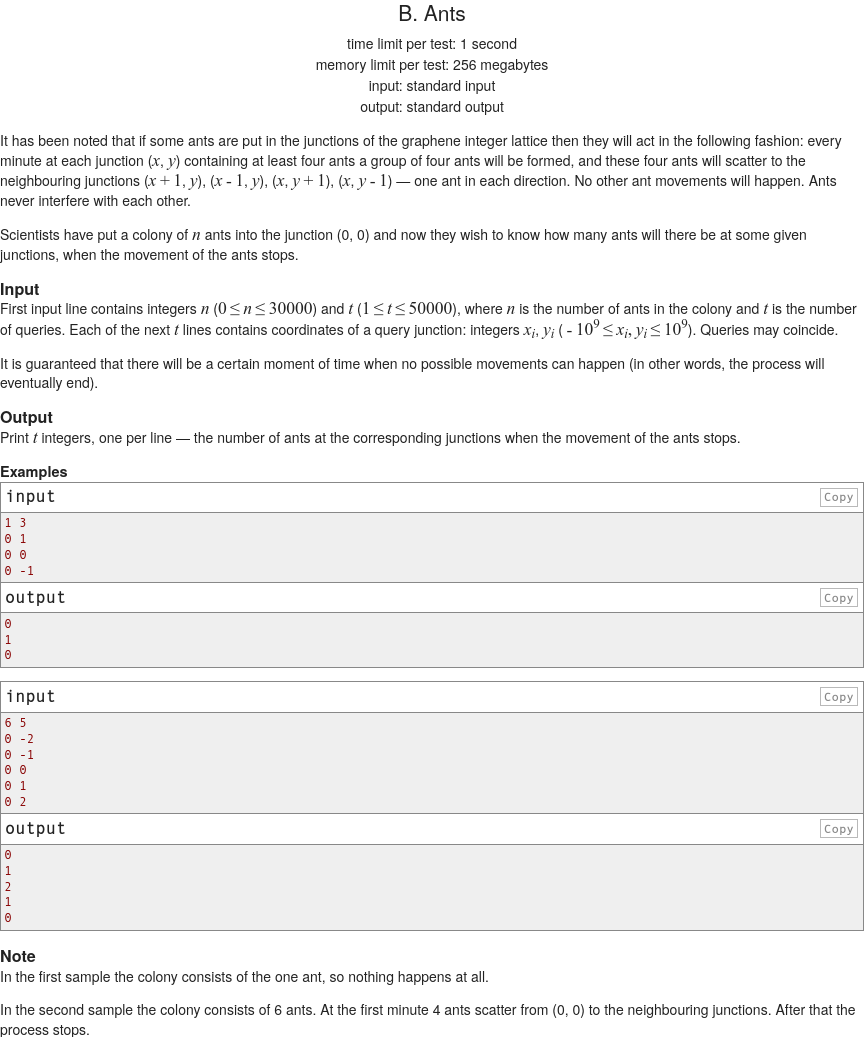 B. Ants
time limit per test: 1 second
memory limit per test: 256 megabytes
input: standard input
output: standard output
It has been noted that if some ants are put in the junctions of the graphene integer lattice then they will act in the following fashion: every
minute at each junction (x, y) containing at least four ants a group of four ants will be formed, and these four ants will scatter to the
neighbouring junctions (x + 1, y), (x - 1, y), (x, y + 1), (x, y - 1) — one ant in each direction. No other ant movements will happen. Ants
never interfere with each other.
Scientists have put a colony of n ants into the junction (0, 0) and now they wish to know how many ants will there be at some given
junctions, when the movement of the ants stops.
Input
First input line contains integers n (0 ≤ n ≤ 30000) and t (1 ≤ t ≤ 50000), where n is the number of ants in the colony and t is the number
of queries. Each of the next t lines contains coordinates of a query junction: integers xᵢ, yᵢ ( - 10⁹ ≤ xᵢ, yᵢ ≤ 10⁹). Queries may coincide.
It is guaranteed that there will be a certain moment of time when no possible movements can happen (in other words, the process will
eventually end).
Output
Print t integers, one per line — the number of ants at the corresponding junctions when the movement of the ants stops.
Examples
input Copy
1 3
0 1
0 0
0 -1
output Copy
0
1
0
input Copy
6 5
0 -2
0 -1
0 0
0 1
0 2
output Copy
0
1
2
1
0
Note
In the first sample the colony consists of the one ant, so nothing happens at all.
In the second sample the colony consists of 6 ants. At the first minute 4 ants scatter from (0, 0) to the neighbouring junctions. After that the
process stops.